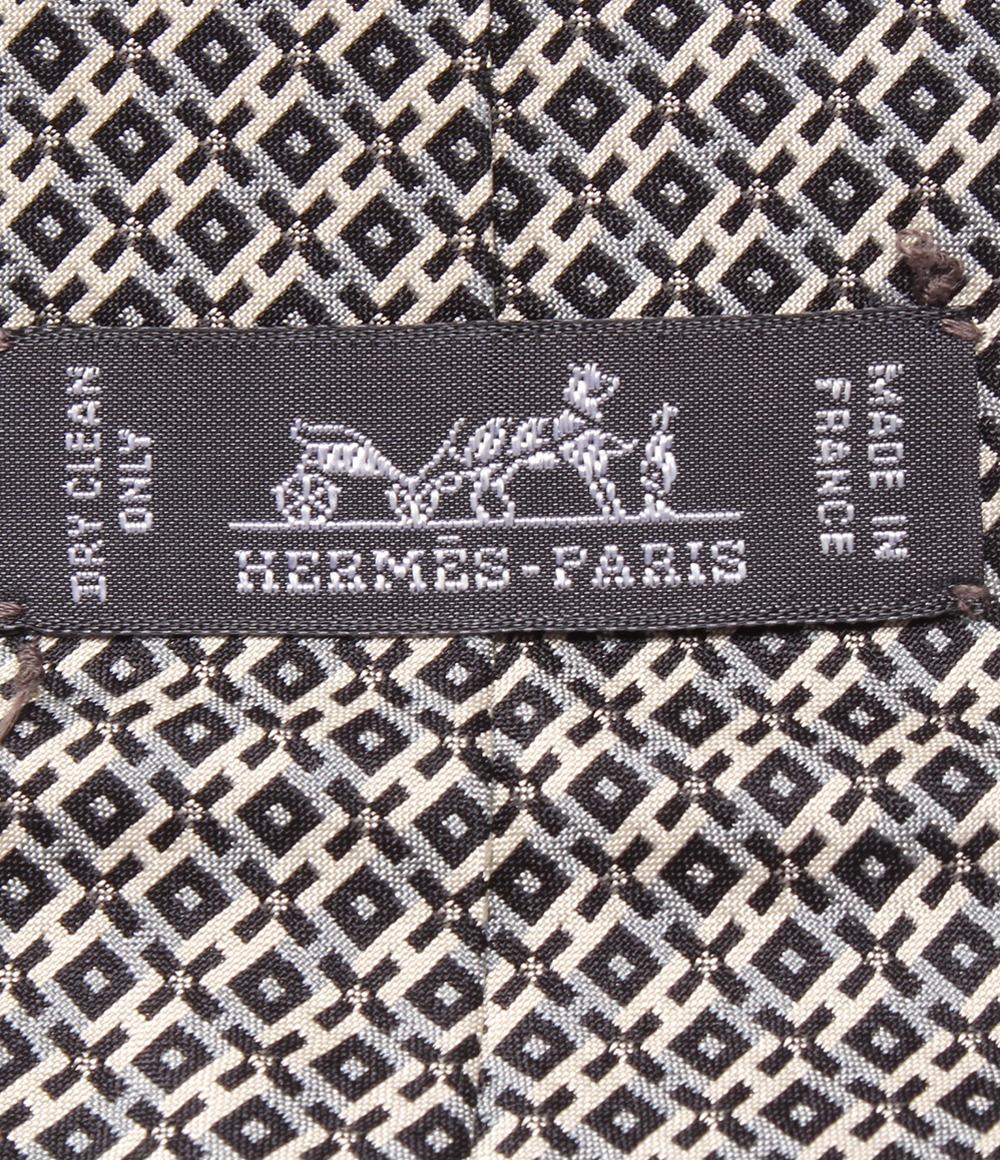 DRY CLEAN
ONLY
HERMÈS-PARIS
MADE IN
FRANCE